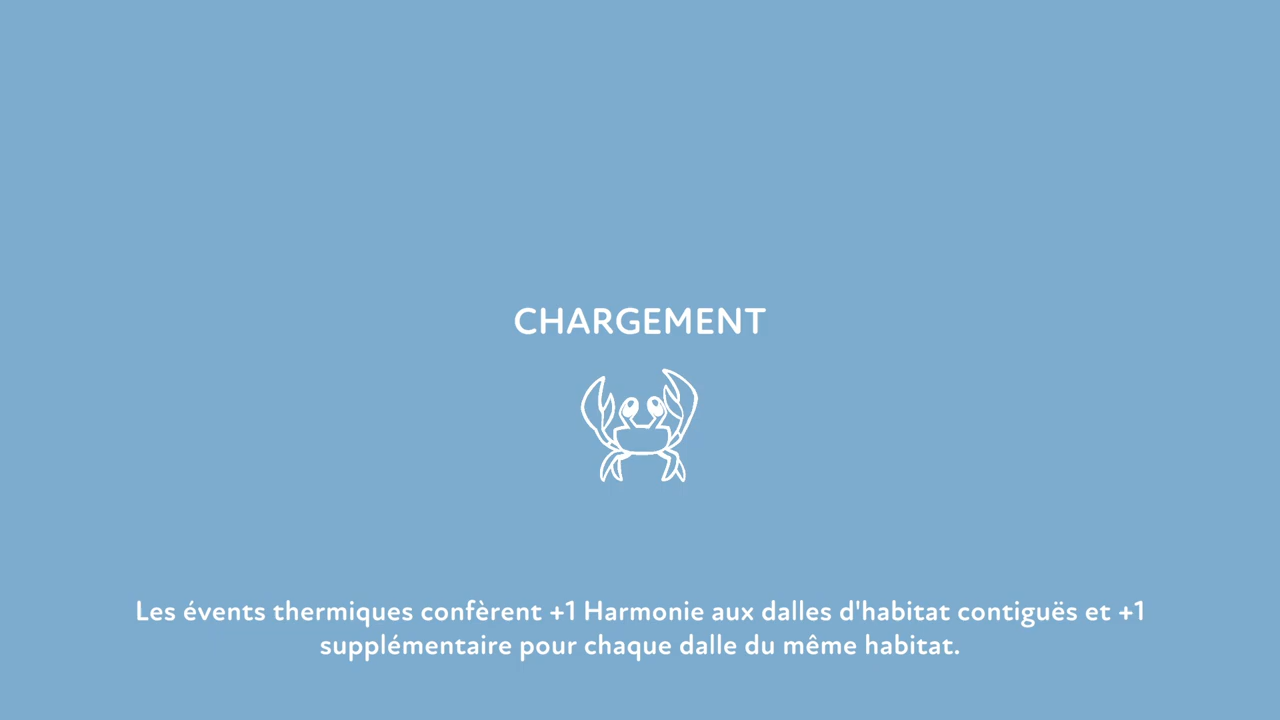 CHARGEMENT
Les évents thermiques confèrent +1 Harmonie aux dalles d'habitat contiguës et +1
supplémentaire pour chaque dalle du même habitat.